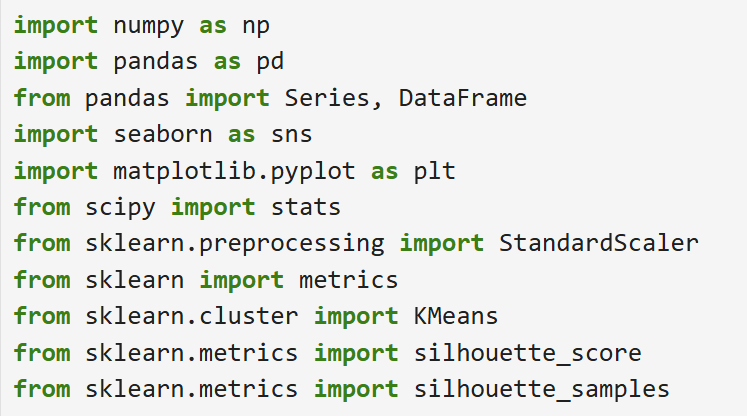 import numpy as np
import pandas as pd
from pandas import Series, DataFrame
import seaborn as sns
import matplotlib.pyplot as plt
from scipy import stats
from sklearn.preprocessing import StandardScaler
from sklearn import metrics
from sklearn.cluster import KMeans
from sklearn.metrics import silhouette_score
from sklearn.metrics import silhouette_samples